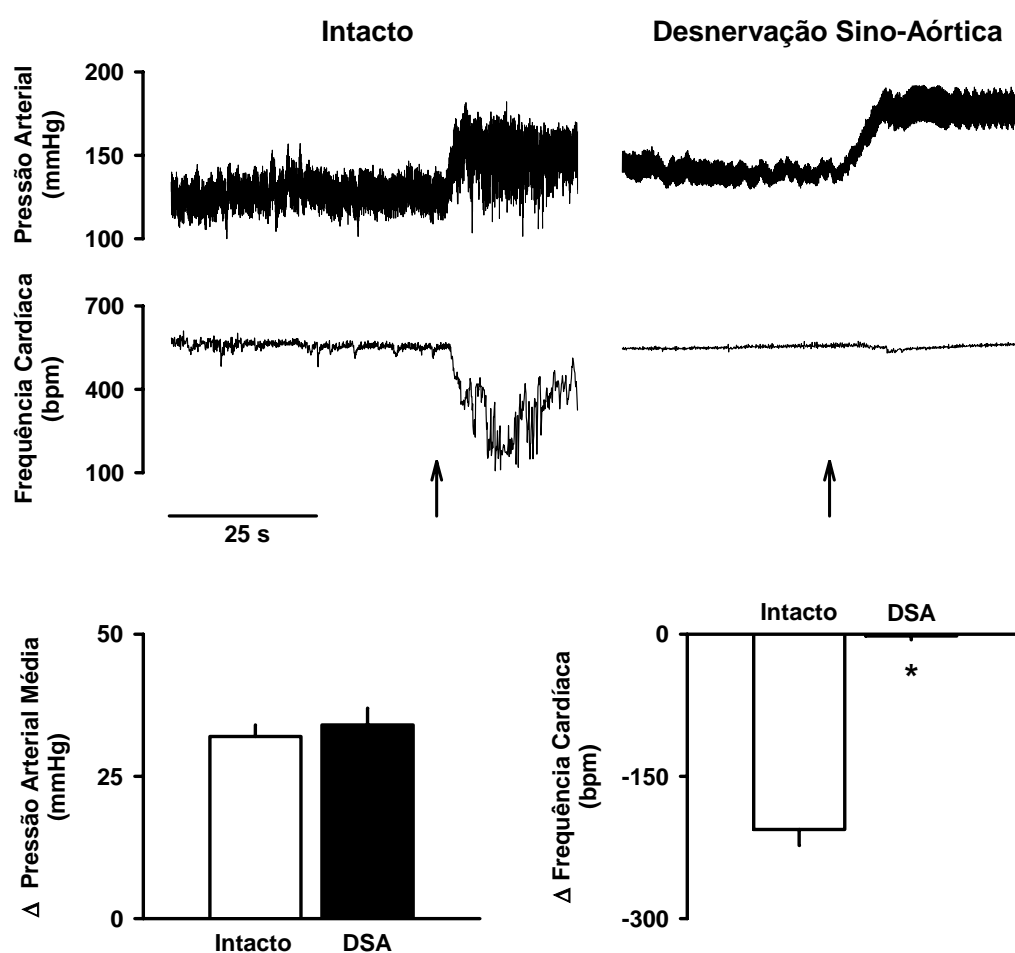 Intacto
Desnervação Sino-Aórtica
Pressão Arterial
(mmHg)
200
150
100
Frequência Cardíaca
(bpm)
700
400
100
25 s
Δ Pressão Arterial Média
(mmHg)
50
25
0
Intacto
DSA
Δ Frequência Cardíaca
(bpm)
Intacto
DSA
0
-150
-300
*